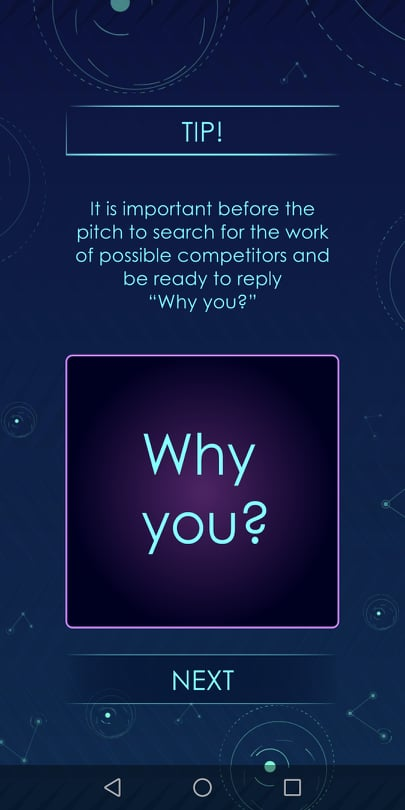 TIP!
It is important before the
pitch to search for the work
of possible competitors and
be ready to reply
“Why you?”
Why
you?
NEXT